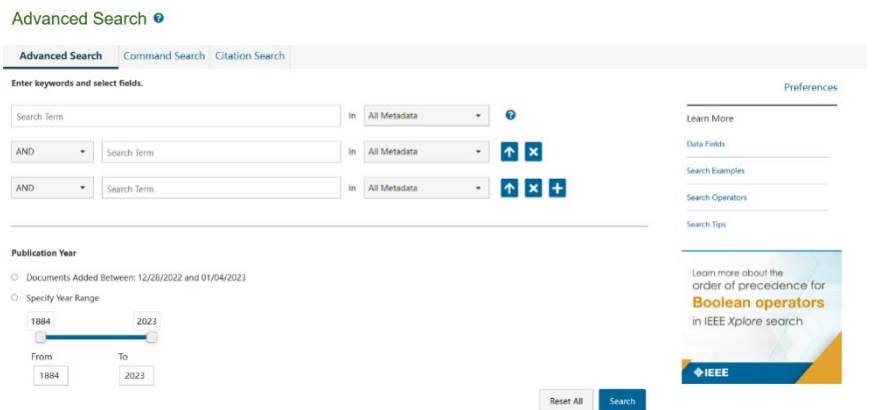 Advanced Search
Advanced Search Command Search Citation Search
Enter keywords and select fields.
Preferences
Search Term in All Metadata
Learn More
AND Search Term in All Metadata
Data Fields
Search Examples
AND Search Term in All Metadata
Search Operators
Search Tips
Publication Year
Documents Added Between: 12/28/2022 and 01/04/2023
Specify Year Range
1884 2023
From To
1884 2023
Learn more about the
order of precedence for
Boolean operators
in IEEE Xplore search
IEEE
Reset All Search